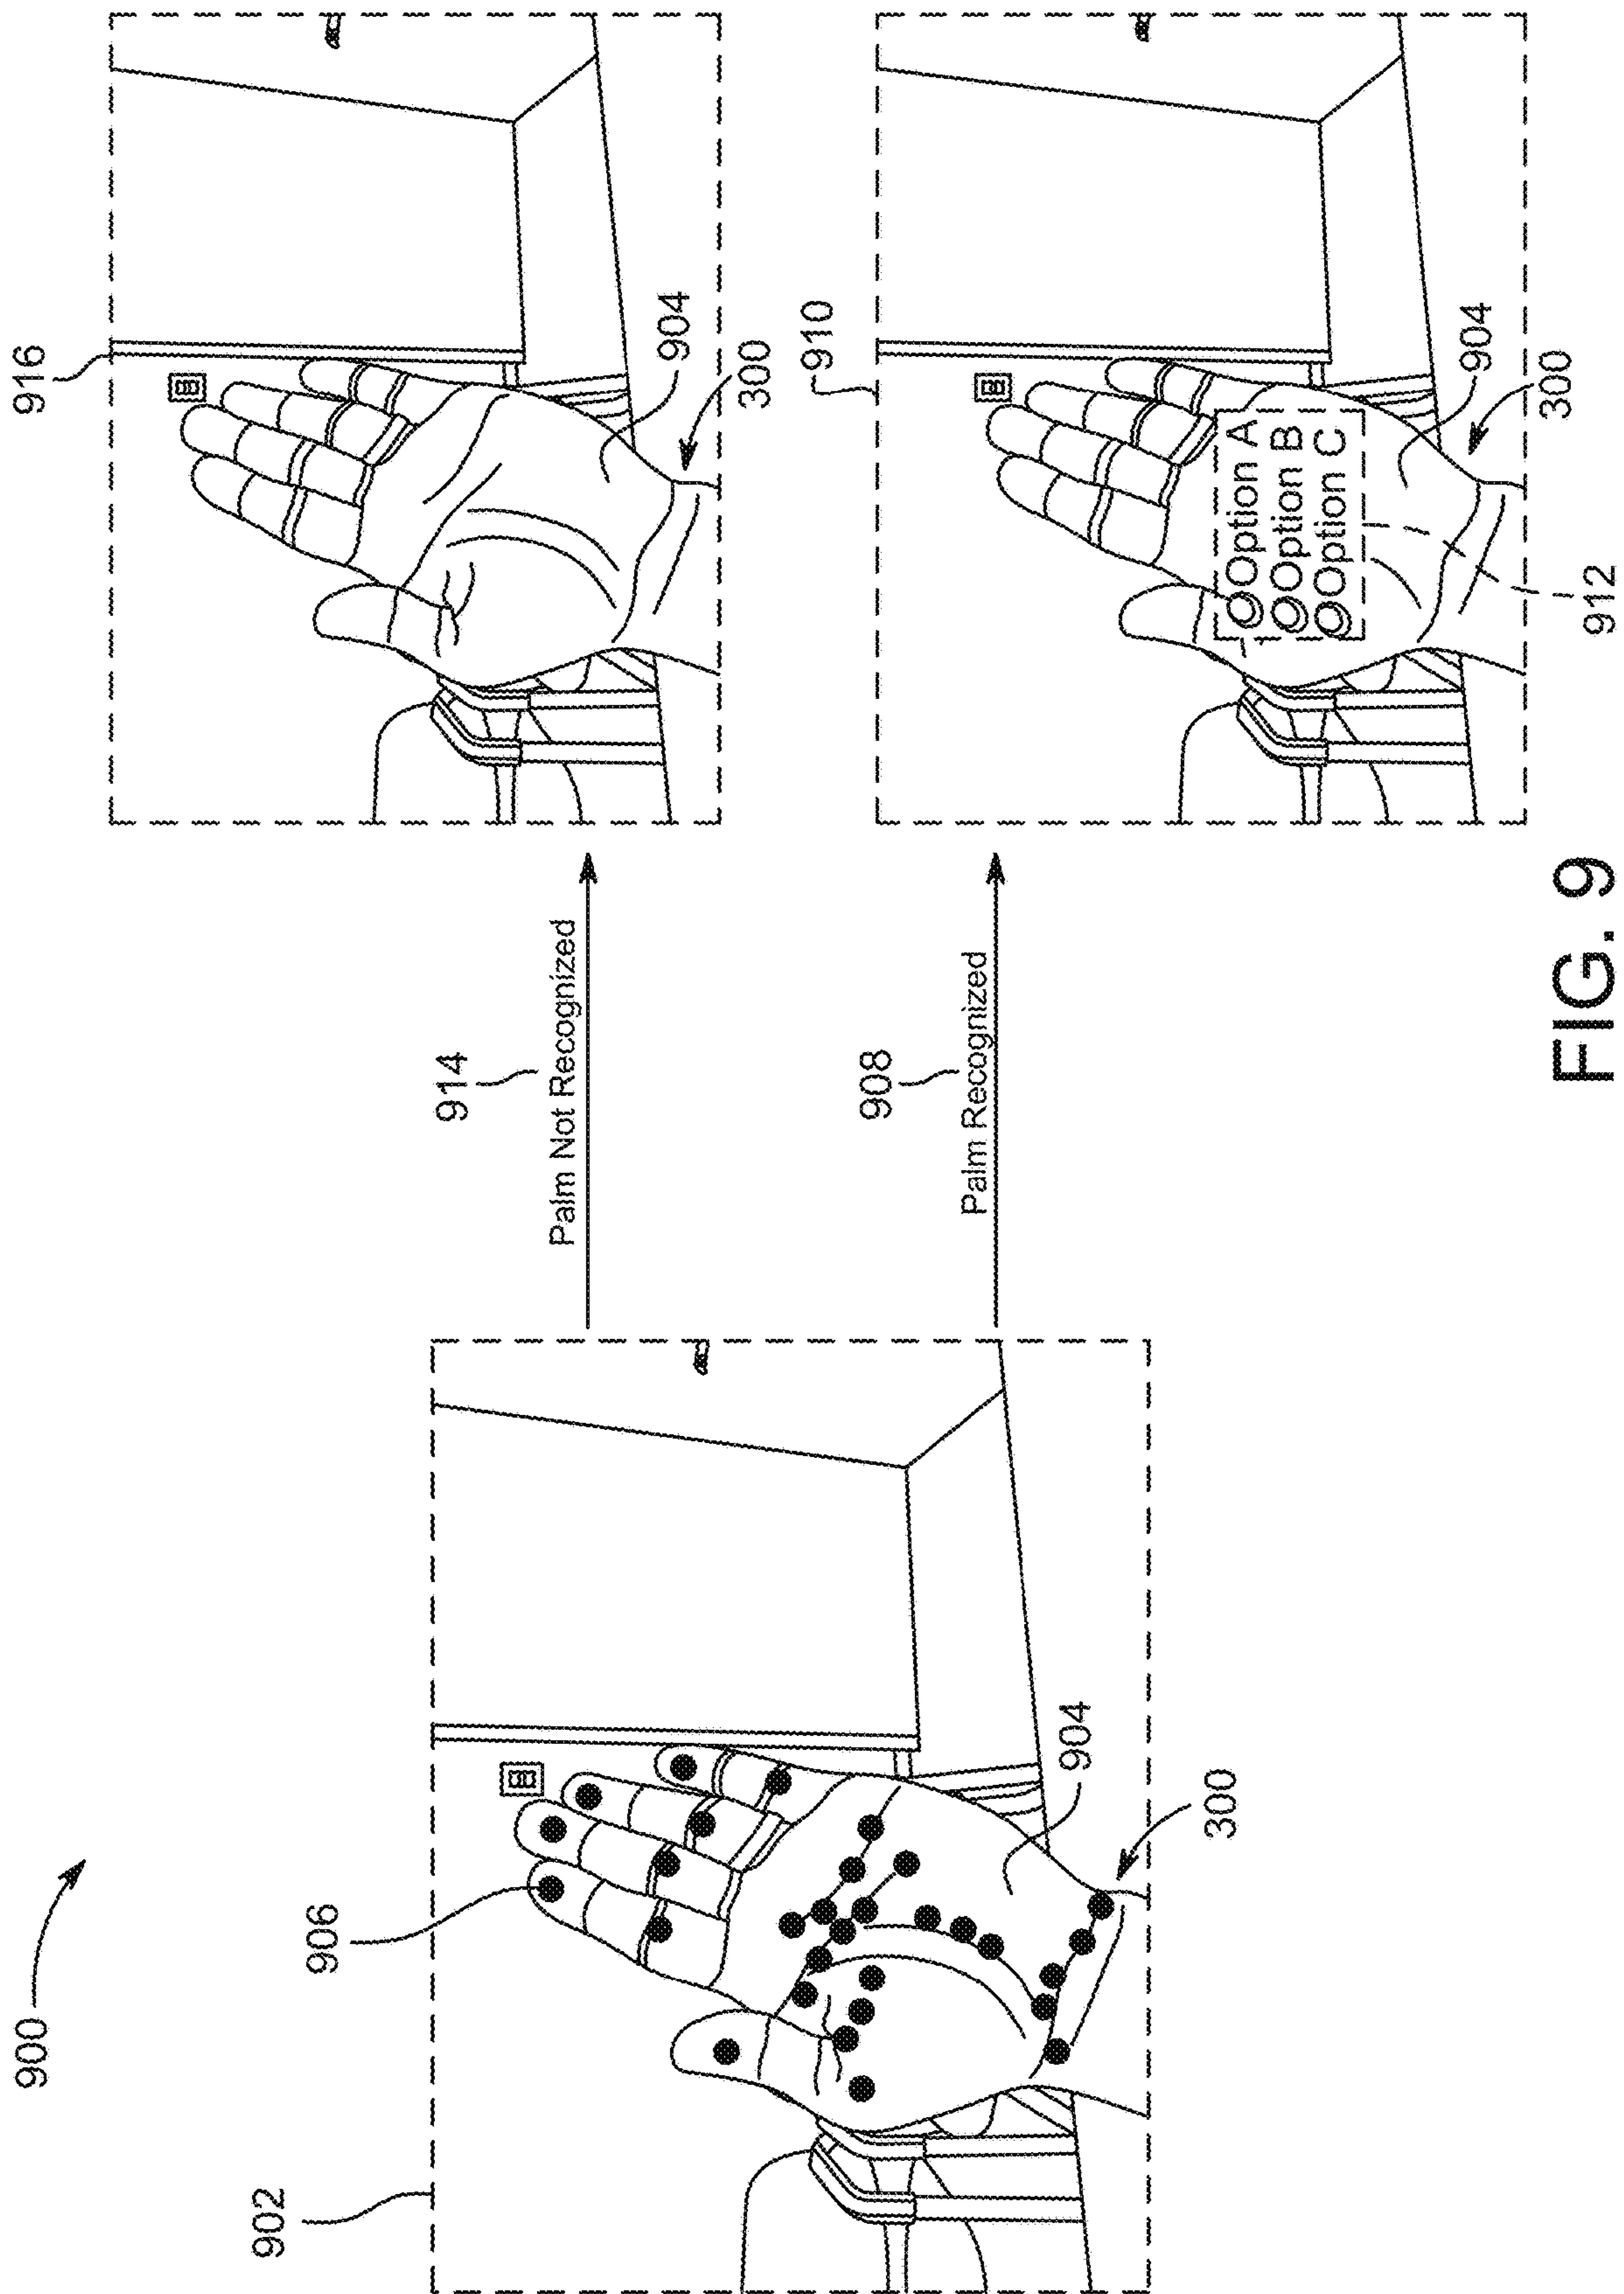 900
902
906
904
300
914
Palm Not Recognized
908
Palm Recognized
916
904
300
910
Option A
Option B
Option C
904
300
912
FIG. 9